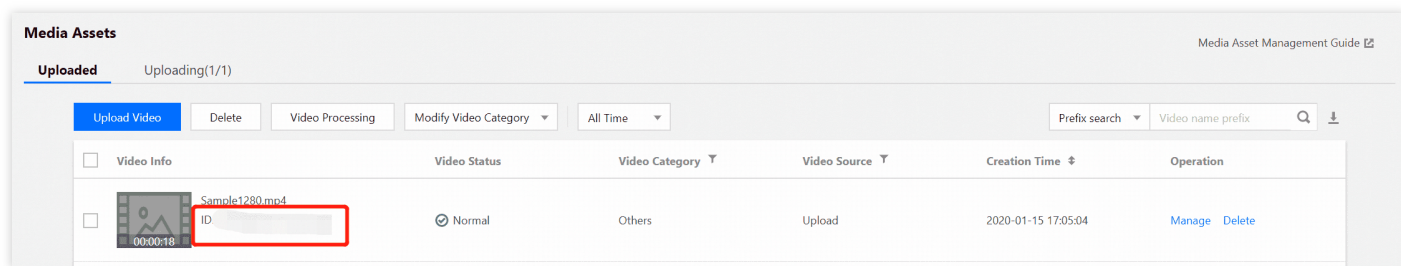 Media Assets
Media Asset Management Guide
Uploaded Uploading(1/1)
Upload Video Delete Video Processing Modify Video Category All Time Prefix search Video name prefix
Video Info Video Status Video Category Video Source Creation Time Operation
Sample1280.mp4
ID
00:00:18 Normal Others Upload 2020-01-15 17:05:04 Manage Delete